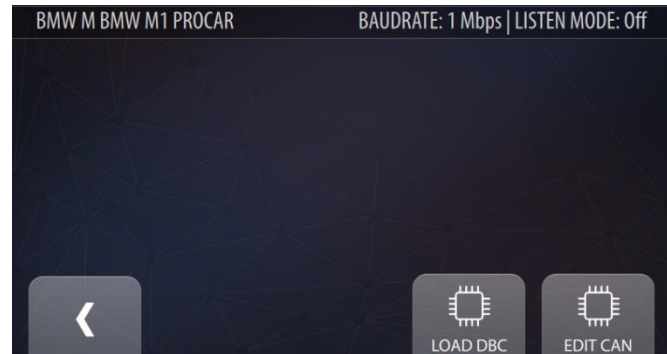 BMW M BMW M1 PROCAR BAUDRATE: 1 Mbps | LISTEN MODE: Off
LOAD DBC EDIT CAN